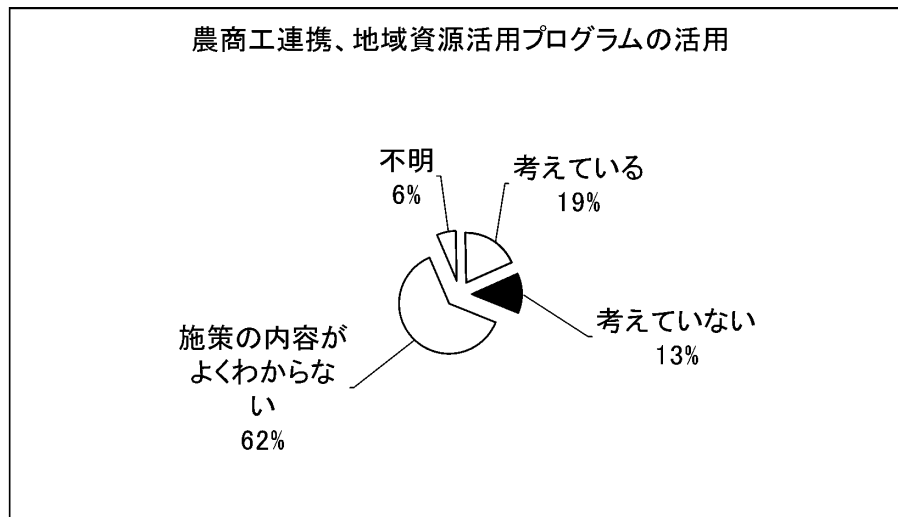 農商工連携、地域資源活用プログラムの活用
不明
6%
考えている
19%
考えていない
13%
施策の内容が
よくわからな
い
62%